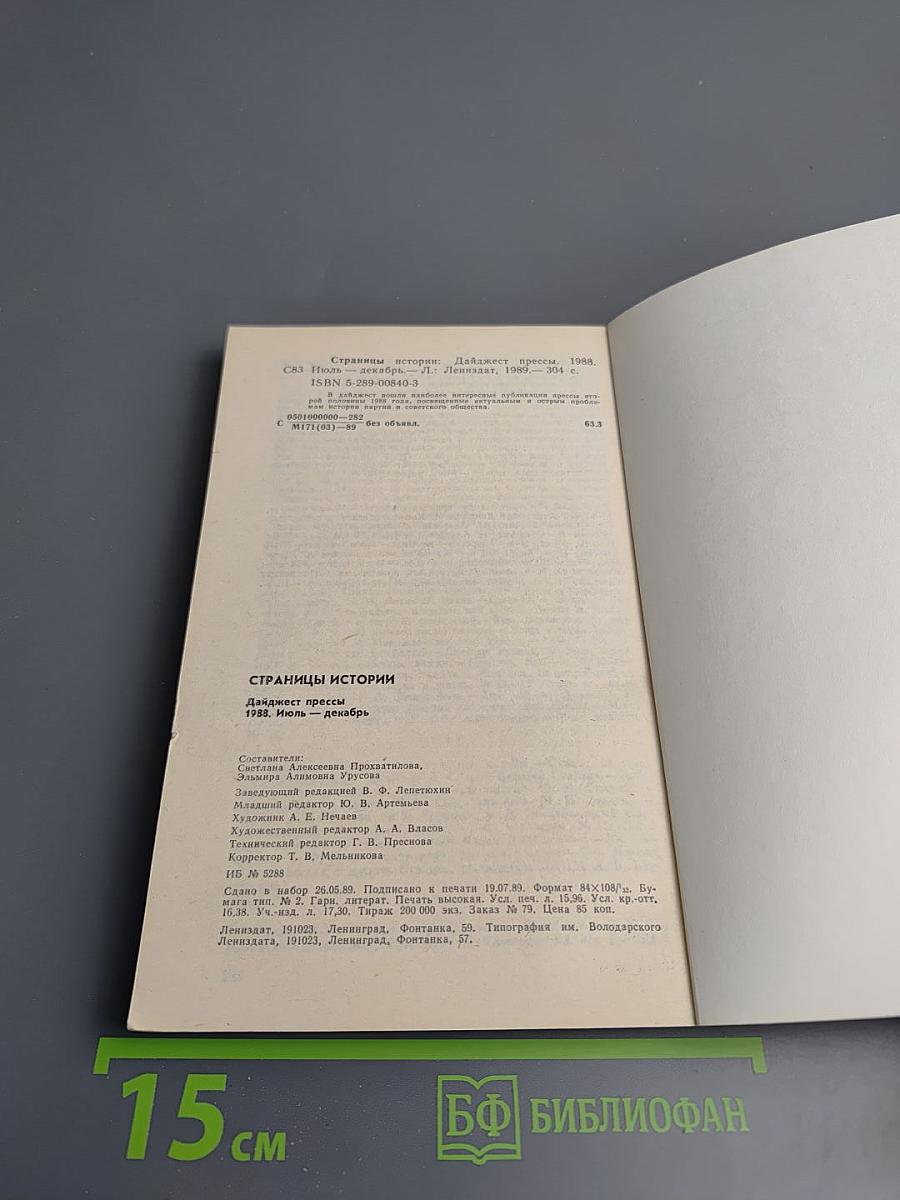 Страницы истории: Дайджест прессы. 1988.
С83 Июль — декабрь.— Л.: Лениздат, 1989.— 304 с.
ISBN 5-289-00840-3
В дайджест вошли наиболее интересные публикации прессы вто-
рой половины 1988 года, посвященные актуальным и острым пробле-
мам истории партии и советского общества.
С 0501000000—282 без объявл. 63.3
М171(03)—89
СТРАНИЦЫ ИСТОРИИ
Дайджест прессы
1988. Июль — декабрь
Составители:
Светлана Алексеевна Прохватилова,
Эльмира Алимовна Урусова
Заведующий редакцией В. Ф. Лепетюхин
Младший редактор Ю. В. Артемьева
Художник А. Е. Нечаев
Художественный редактор А. А. Власов
Технический редактор Г. В. Преснова
Корректор Т. В. Мельникова
ИБ № 5288
Сдано в набор 26.05.89. Подписано к печати 19.07.89. Формат 84×108/¹₃₂. Бу-
мага тип. № 2. Гарн. литерат. Печать высокая. Усл. печ. л. 15,96. Усл. кр.-отт.
16,38. Уч.-изд. л. 17,30. Тираж 200 000 экз. Заказ № 79. Цена 85 коп.
Лениздат, 191023, Ленинград, Фонтанка, 59. Типография им. Володарского
Лениздата, 191023, Ленинград, Фонтанка, 57.
15 см
БФ БИБЛИОФАН